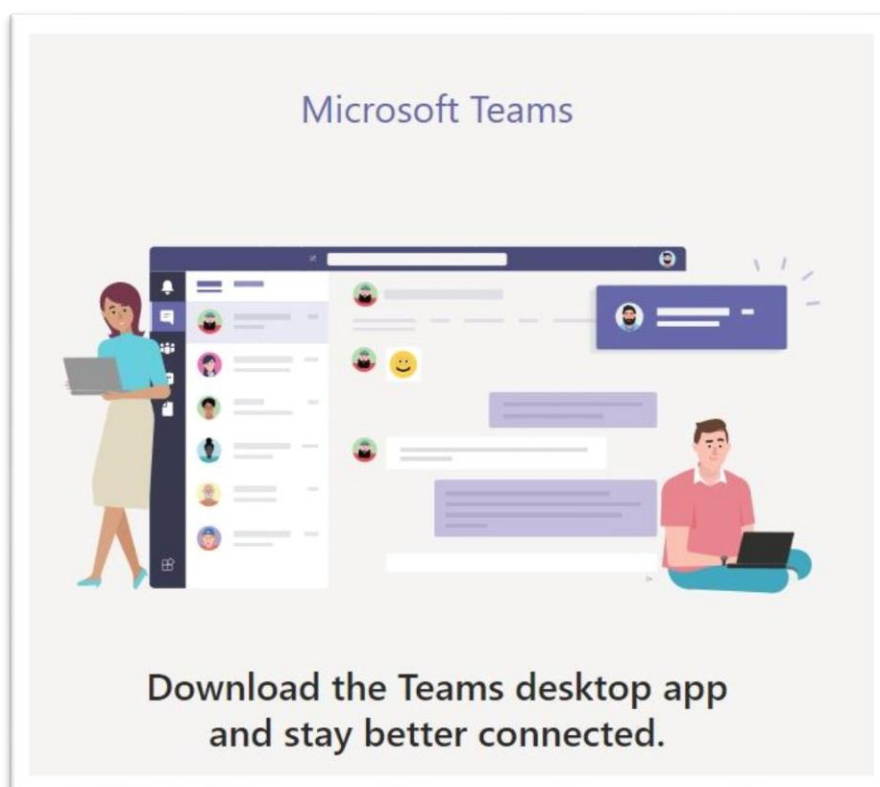 Microsoft Teams
Download the Teams desktop app
and stay better connected.